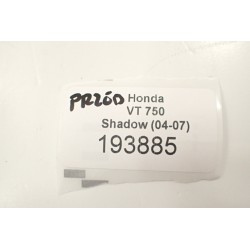 PRZÓD Honda
VT 750
Shadow (04-07)
193885